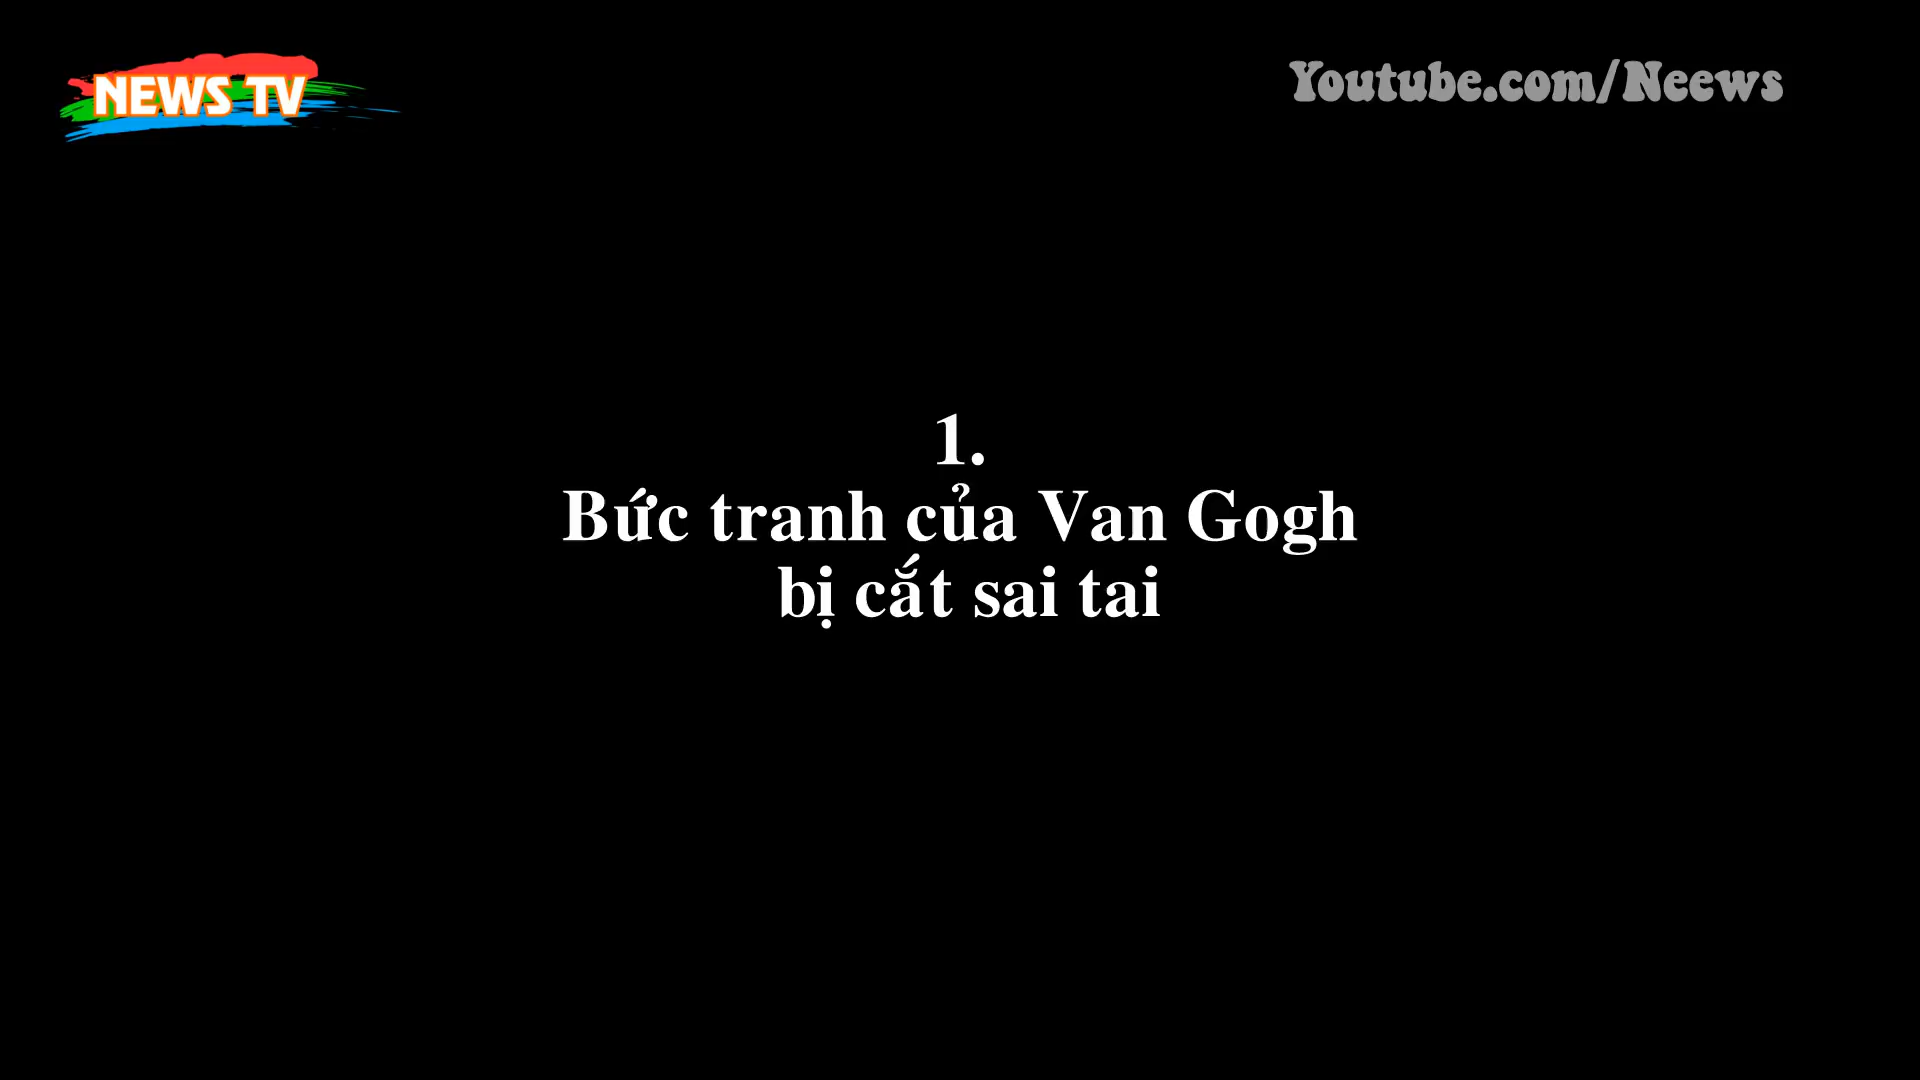 NEWS TV
Youtube.com/Neews
1.
Bức tranh của Van Gogh
bị cắt sai tai